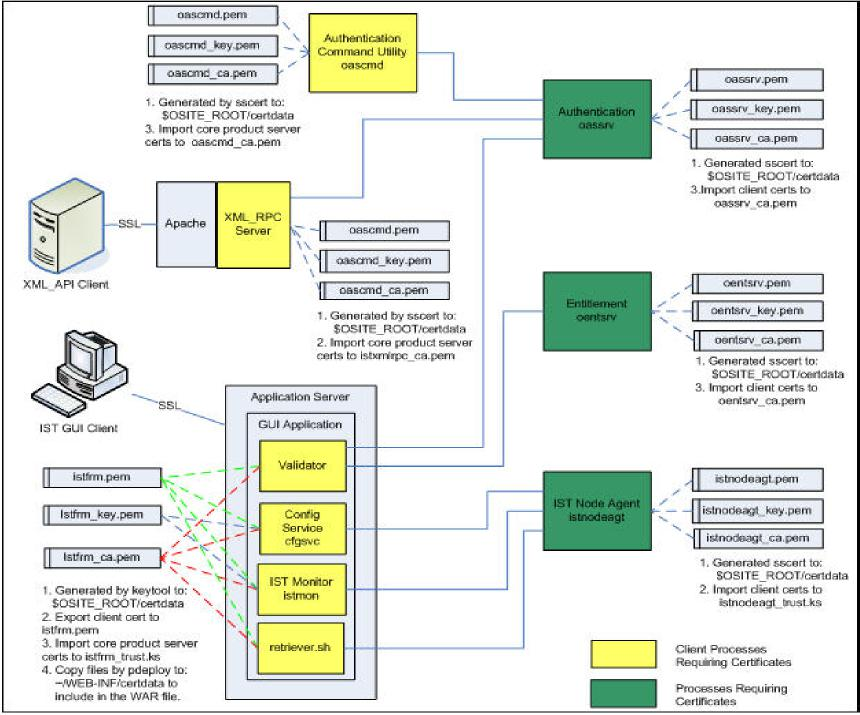 oascmd.pem
oascmd_key.pem
oascmd_ca.pem
1. Generated by sscert to:
$OSITE_ROOT/certdata
3. Import core product server
certs to oascmd_ca.pem
Authentication
Command Utility
oascmd
Authentication
oassrv
oassrv.pem
oassrv_key.pem
oassrv_ca.pem
1. Generated sscert to:
$OSITE_ROOT/certdata
3.Import client certs to
oassrv_ca.pem
XML_API Client
SSL
Apache
XML_RPC
Server
oascmd.pem
oascmd_key.pem
oascmd_ca.pem
1. Generated by sscert to:
$OSITE_ROOT/certdata
2. Import core product server
certs to istxmlrpc_ca.pem
Entitlement
oentsrv
oentsrv.pem
oentsrv_key.pem
oentsrv_ca.pem
1. Generated sscert to:
$OSITE_ROOT/certdata
3. Import client certs to
oentsrv_ca.pem
IST GUI Client
SSL
Application Server
GUI Application
Validator
Config
Service
cfgsvc
IST Monitor
istmon
retriever.sh
istfrm.pem
Istfrm_key.pem
Istfrm_ca.pem
1. Generated by keytool to:
$OSITE_ROOT/certdata
2. Export client cert to
istfrm.pem
3. Import core product server
certs to istfrm_trust.ks
4. Copy files by pdeploy to:
~/WEB-INF/certdata to
include in the WAR file.
IST Node Agent
istnodeagt
istnodeagt.pem
istnodeagt_key.pem
istnodeagt_ca.pem
1. Generated sscert to:
$OSITE_ROOT/certdata
2. Import client certs to
istnodeagt_trust.ks
Client Processes
Requiring Certificates
Processes Requiring
Certificates